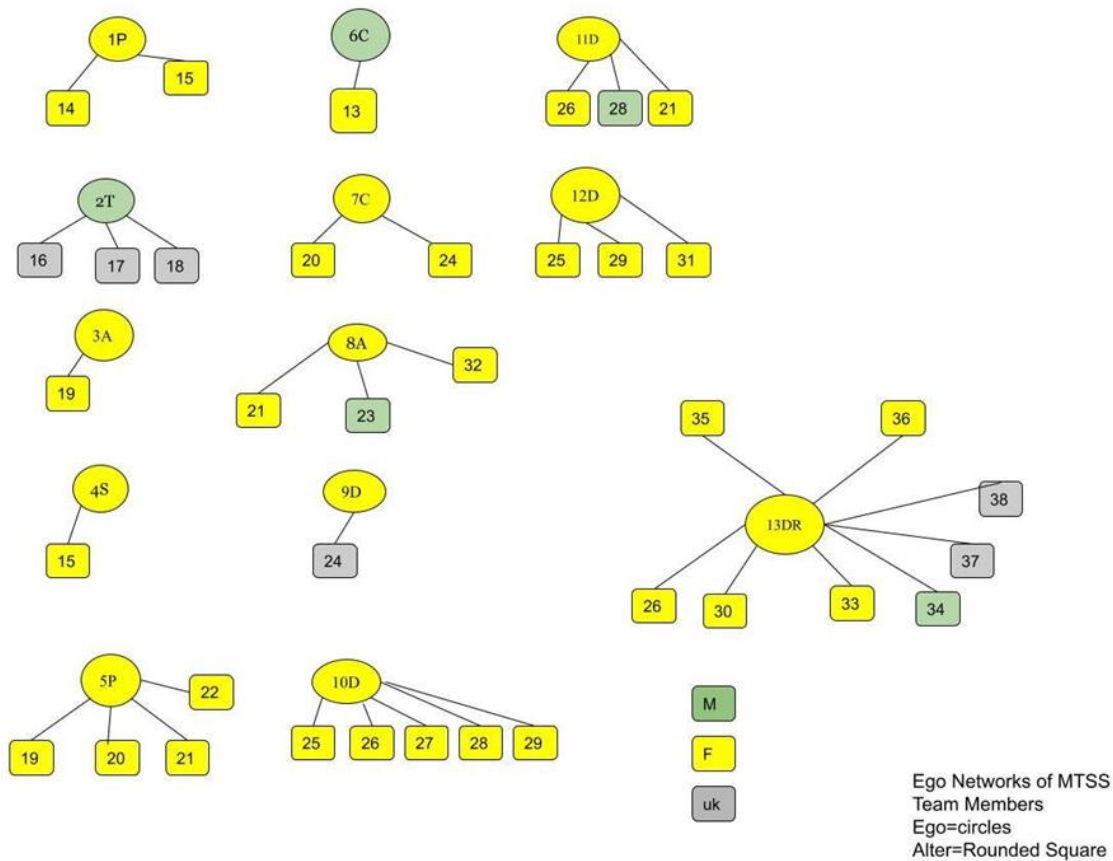 1P
14
15
6C
13
11D
26
28
21
2T
16
17
18
7C
20
24
12D
25
29
31
3A
19
8A
21
23
32
4S
15
9D
24
35
36
13DR
38
37
26
30
33
34
5P
22
19
20
21
10D
25
26
27
28
29
M
F
uk
Ego Networks of MTSS
Team Members
Ego=circles
Alter=Rounded Square